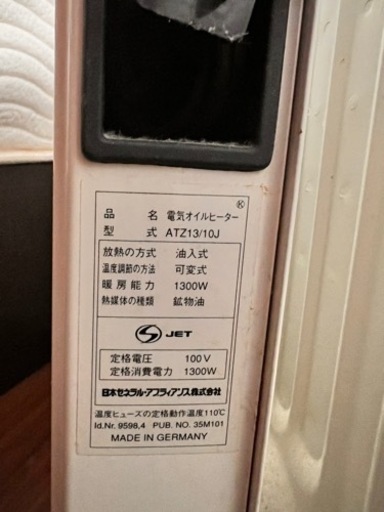 Ⓚ
品 名 電気オイルヒーター
型 式 ATZ13/10J
放熱の方式 油入式
温度調節の方法 可変式
暖房能力 1300W
熱媒体の種類 鉱物油
S JET
定格電圧 100V
定格消費電力 1300W
日本ゼネラル・アプライアンス株式会社
温度ヒューズの定格動作温度110℃
Id.Nr. 9598,4 PUB. NO. 35M101
MADE IN GERMANY